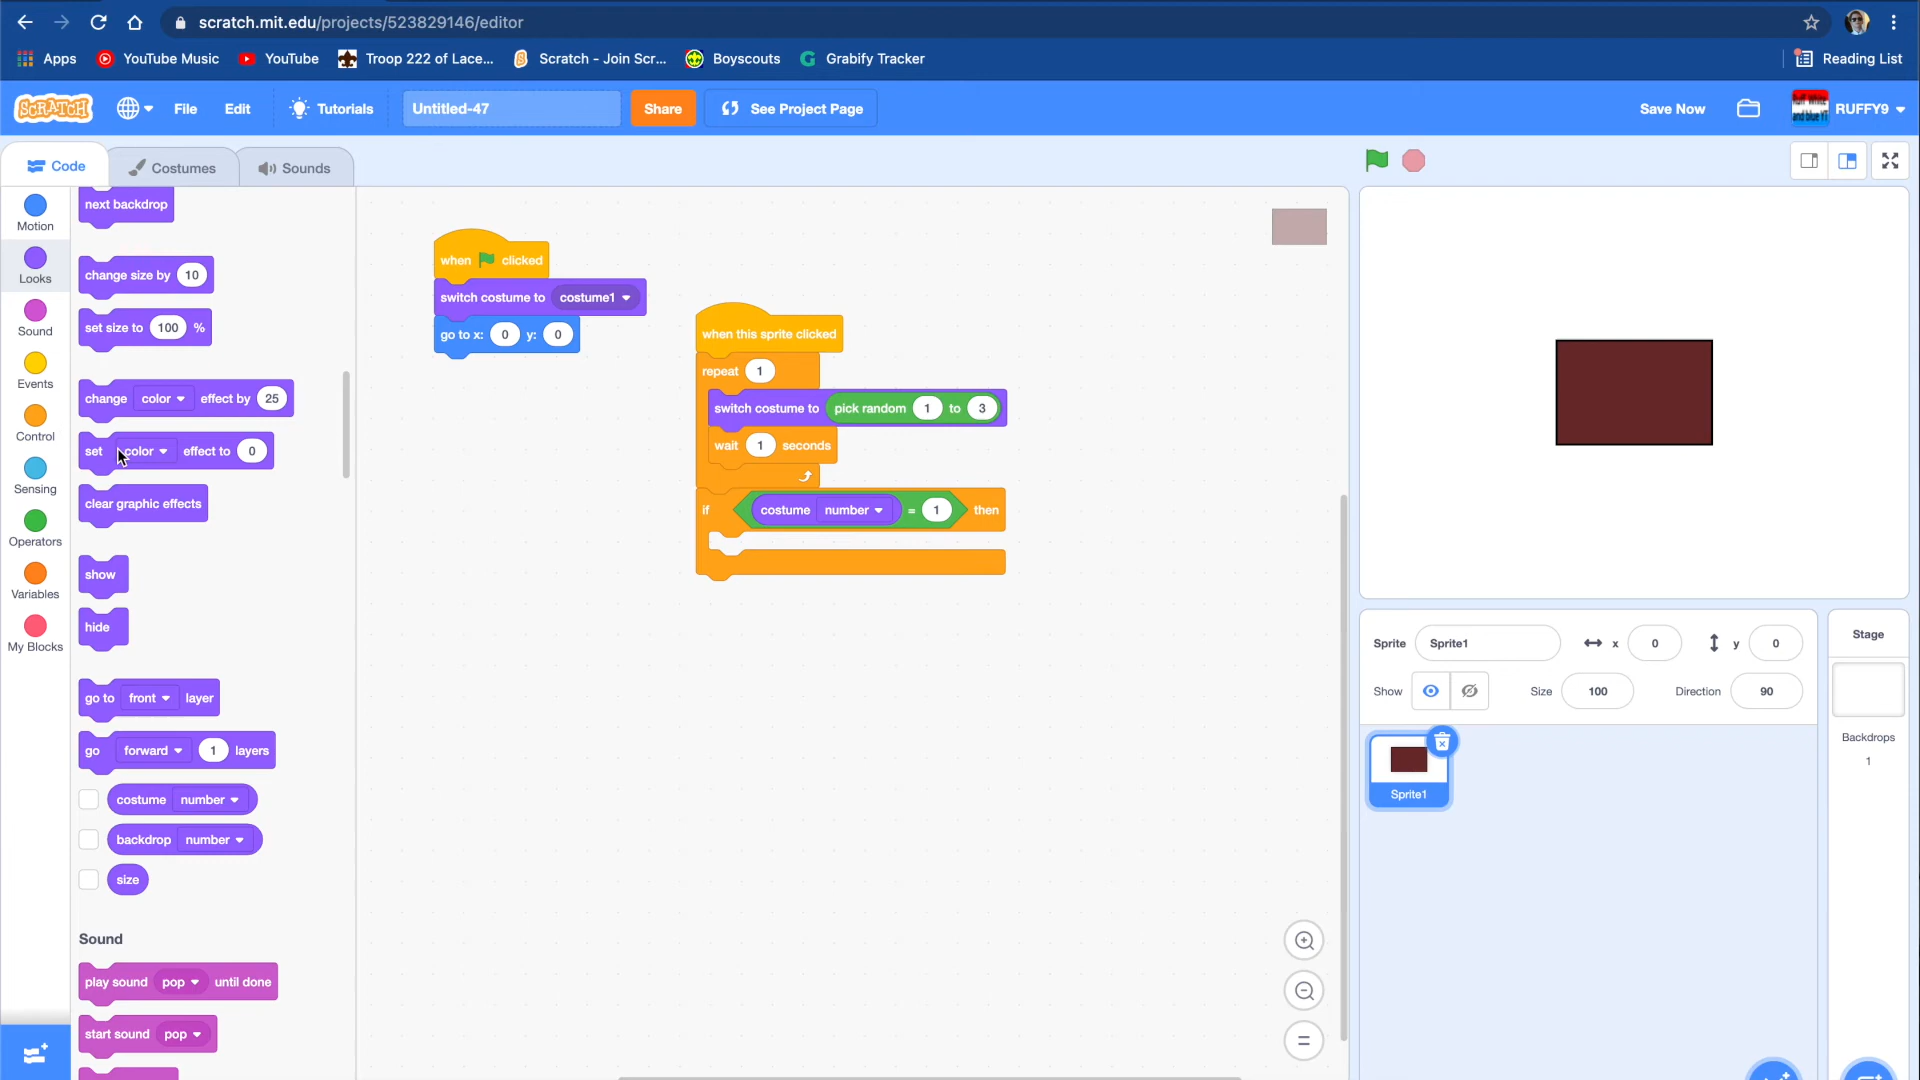 scratch.mit.edu/projects/523829146/editor
Apps YouTube Music YouTube Troop 222 of Lace... Scratch - Join Scr... Boyscouts Grabify Tracker Reading List
SCRATCH File Edit Tutorials Untitled-47 Share See Project Page Save Now RUFFY9
Code Costumes Sounds
Motion
Looks
Sound
Events
Control
Sensing
Operators
Variables
My Blocks
next backdrop
change size by 10
set size to 100 %
change color effect by 25
set color effect to 0
clear graphic effects
show
hide
go to front layer
go forward 1 layers
costume number
backdrop number
size
Sound
play sound pop until done
start sound pop
when clicked
switch costume to costume1
go to x: 0 y: 0
when this sprite clicked
repeat 1
switch costume to pick random 1 to 3
wait 1 seconds
if costume number = 1 then
Sprite Sprite1 x 0 y 0
Show Size 100 Direction 90
Sprite1
Stage
Backdrops
1